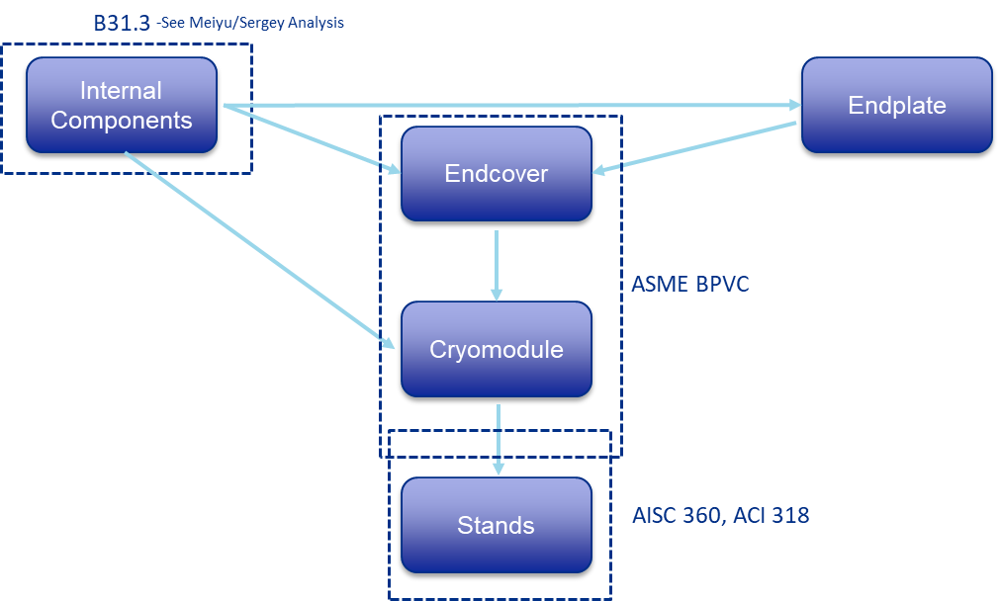 B31.3 -See Meiyu/Sergey Analysis
Internal
Components
Endplate
Endcover
ASME BPVC
Cryomodule
AISC 360, ACI 318
Stands